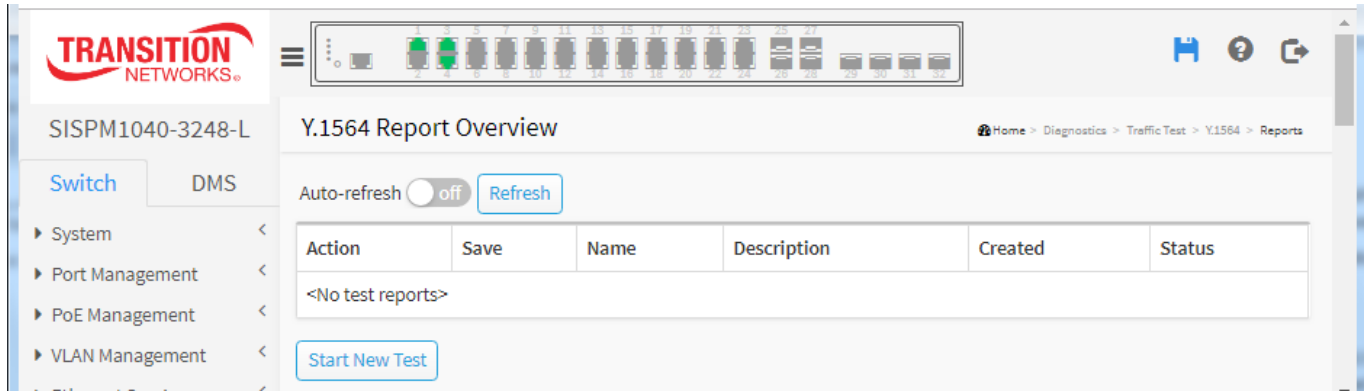 TRANSITION
NETWORKS®
1 3 5 7 9 11 13 15 17 19 21 23 25 27
2 4 6 8 10 12 14 16 18 20 22 24 26 28 29 30 31 32
SISPM1040-3248-L
Y.1564 Report Overview
Home > Diagnostics > Traffic Test > Y.1564 > Reports
Switch DMS
Auto-refresh off Refresh
System
Port Management
PoE Management
VLAN Management
Action Save Name Description Created Status
<No test reports>
Start New Test